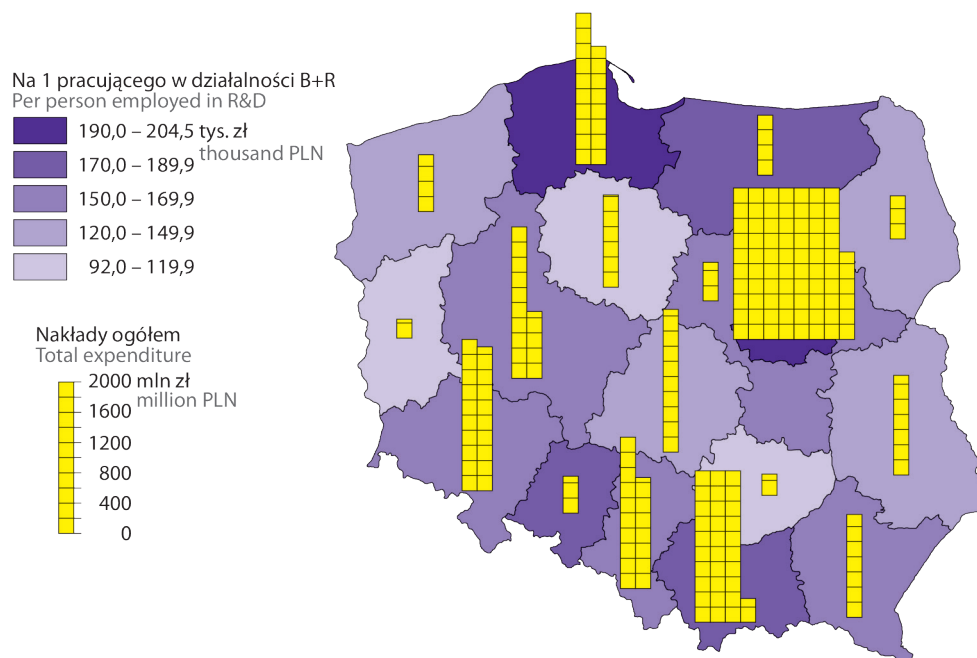 Na 1 pracującego w działalności B+R
Per person employed in R&D
190,0 – 204,5 tys. zł
thousand PLN
170,0 – 189,9
150,0 – 169,9
120,0 – 149,9
92,0 – 119,9
Nakłady ogółem
Total expenditure
2000 mln zł
million PLN
1600
1200
800
400
0